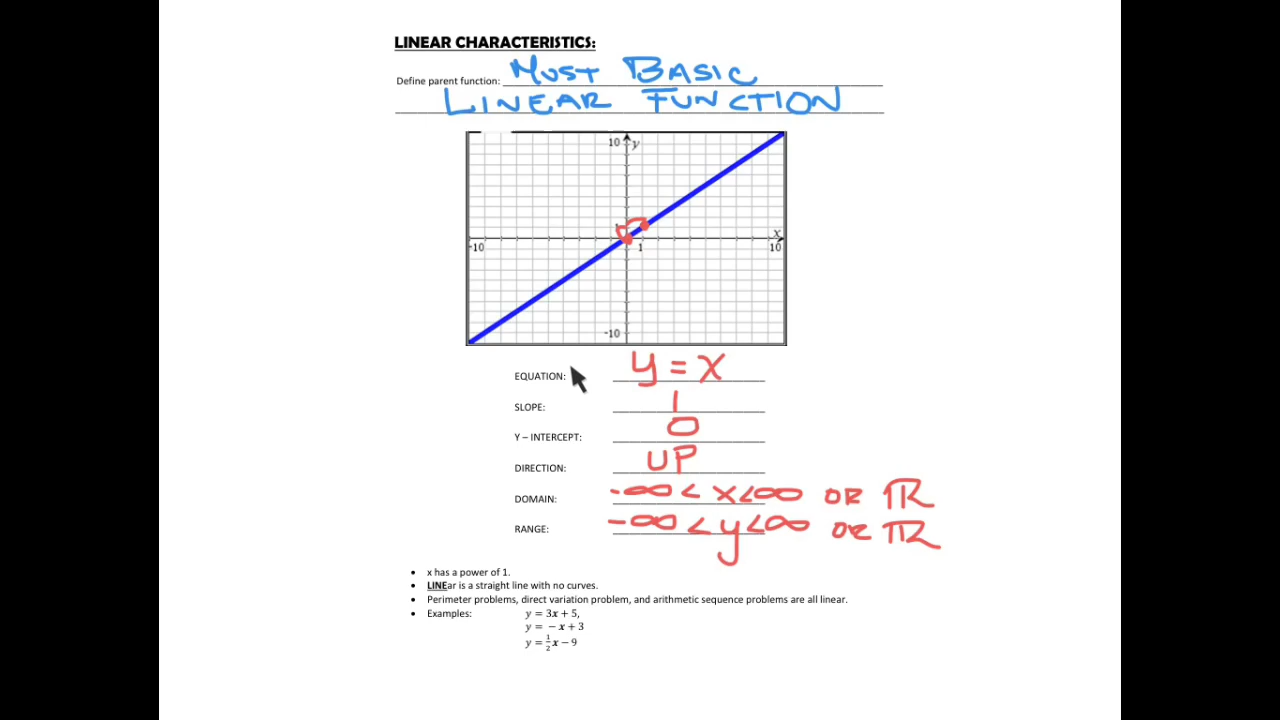 LINEAR CHARACTERISTICS:
Define parent function: MOST BASIC
LINEAR FUNCTION
10 y
1
x
-10 1 10
-10
EQUATION: y = x
SLOPE: 1
Y – INTERCEPT: 0
DIRECTION: UP
DOMAIN: -∞ < x < ∞ OR ℝ
RANGE: -∞ < y < ∞ OR ℝ
• x has a power of 1.
• LINEar is a straight line with no curves.
• Perimeter problems, direct variation problem, and arithmetic sequence problems are all linear.
• Examples: y = 3x + 5,
y = − x + 3
y = 1/2 x − 9